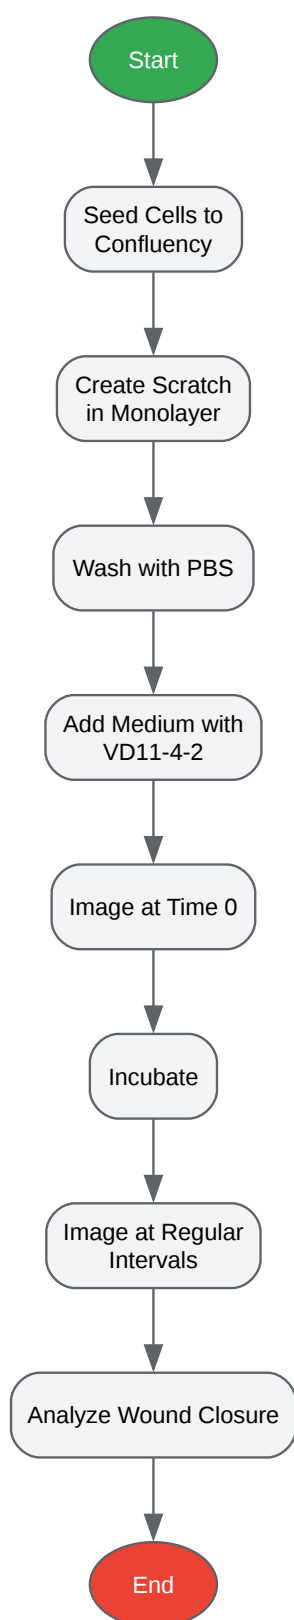 Start
Seed Cells to
Confluency
Create Scratch
in Monolayer
Wash with PBS
Add Medium with
VD11-4-2
Image at Time 0
Incubate
Image at Regular
Intervals
Analyze Wound Closure
End